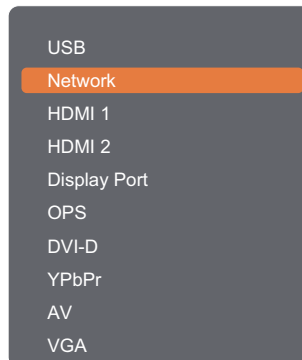 USB
Network
HDMI 1
HDMI 2
Display Port
OPS
DVI-D
YPbPr
AV
VGA